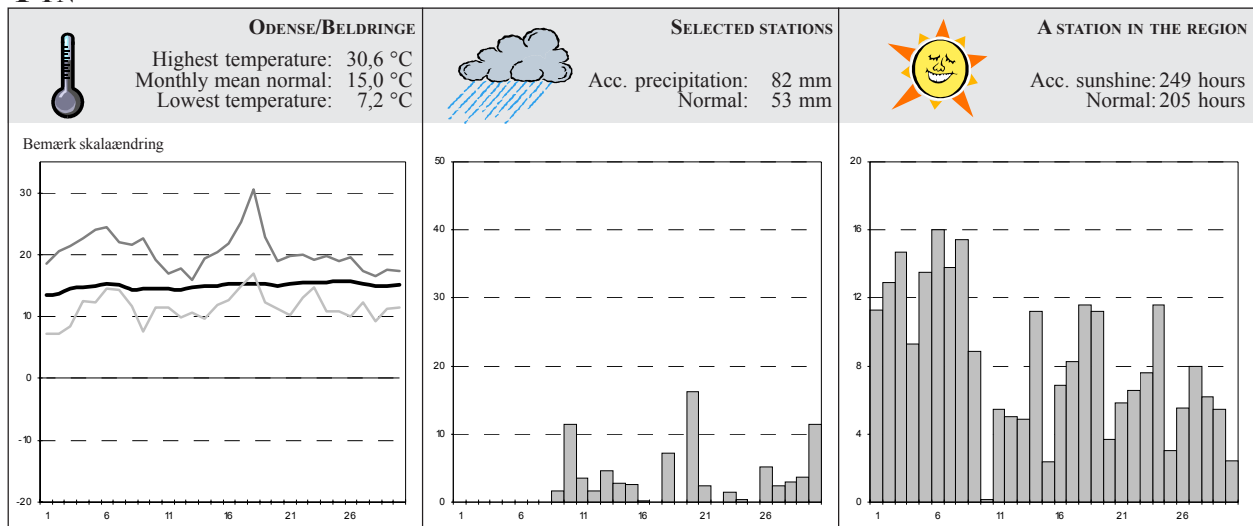 ODENSE/BELDRINGE
Highest temperature: 30,6 °C
Monthly mean normal: 15,0 °C
Lowest temperature: 7,2 °C
SELECTED STATIONS
Acc. precipitation: 82 mm
Normal: 53 mm
A STATION IN THE REGION
Acc. sunshine: 249 hours
Normal: 205 hours
Bemærk skalaændring
30
20
10
0
-10
-20
1 6 11 16 21 26
50
40
30
20
10
0
1 6 11 16 21 26
20
16
12
8
4
0
1 6 11 16 21 26